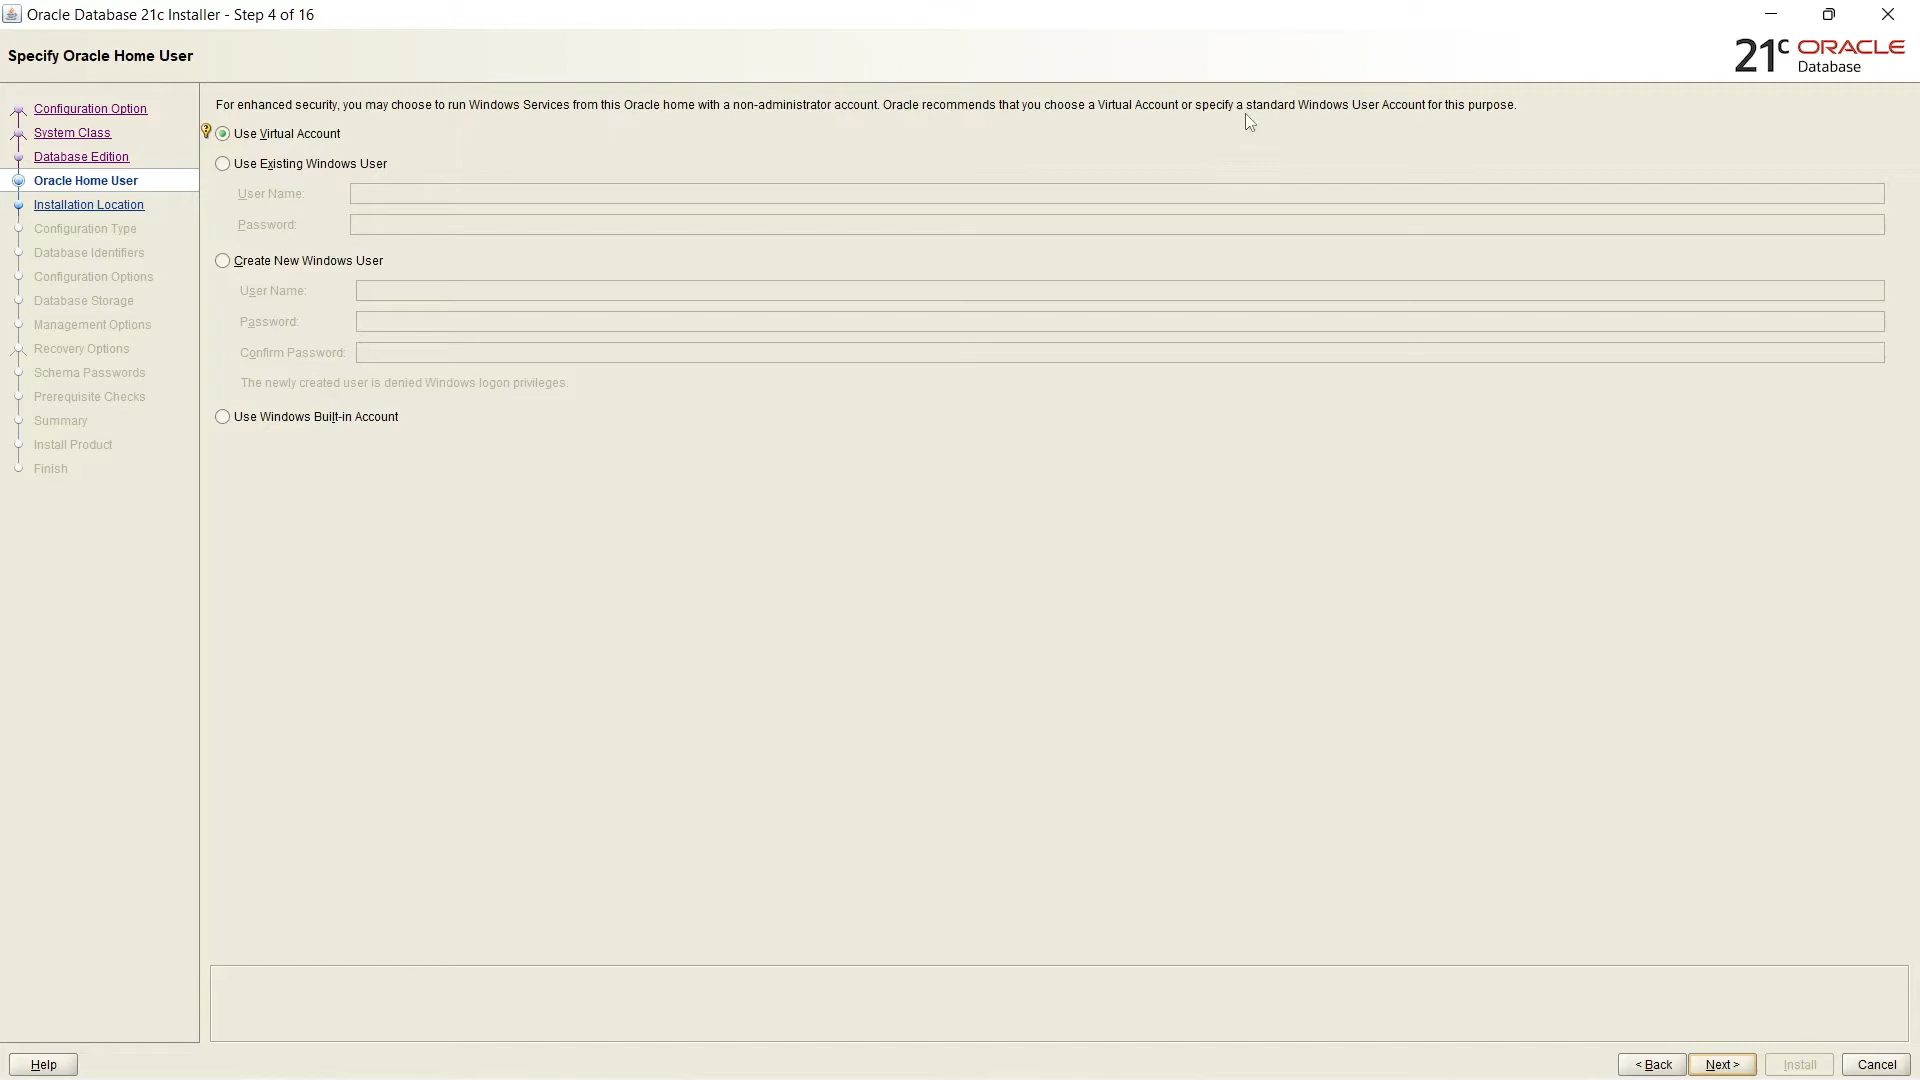 Oracle Database 21c Installer - Step 4 of 16
Specify Oracle Home User
21c ORACLE
Database
Configuration Option
System Class
Database Edition
Oracle Home User
Installation Location
Configuration Type
Database Identifiers
Configuration Options
Database Storage
Management Options
Recovery Options
Schema Passwords
Prerequisite Checks
Summary
Install Product
Finish
For enhanced security, you may choose to run Windows Services from this Oracle home with a non-administrator account. Oracle recommends that you choose a Virtual Account or specify a standard Windows User Account for this purpose.
Use Virtual Account
Use Existing Windows User
User Name:
Password:
Create New Windows User
User Name:
Password:
Confirm Password:
The newly created user is denied Windows logon privileges.
Use Windows Built-in Account
Help
< Back
Next >
Install
Cancel